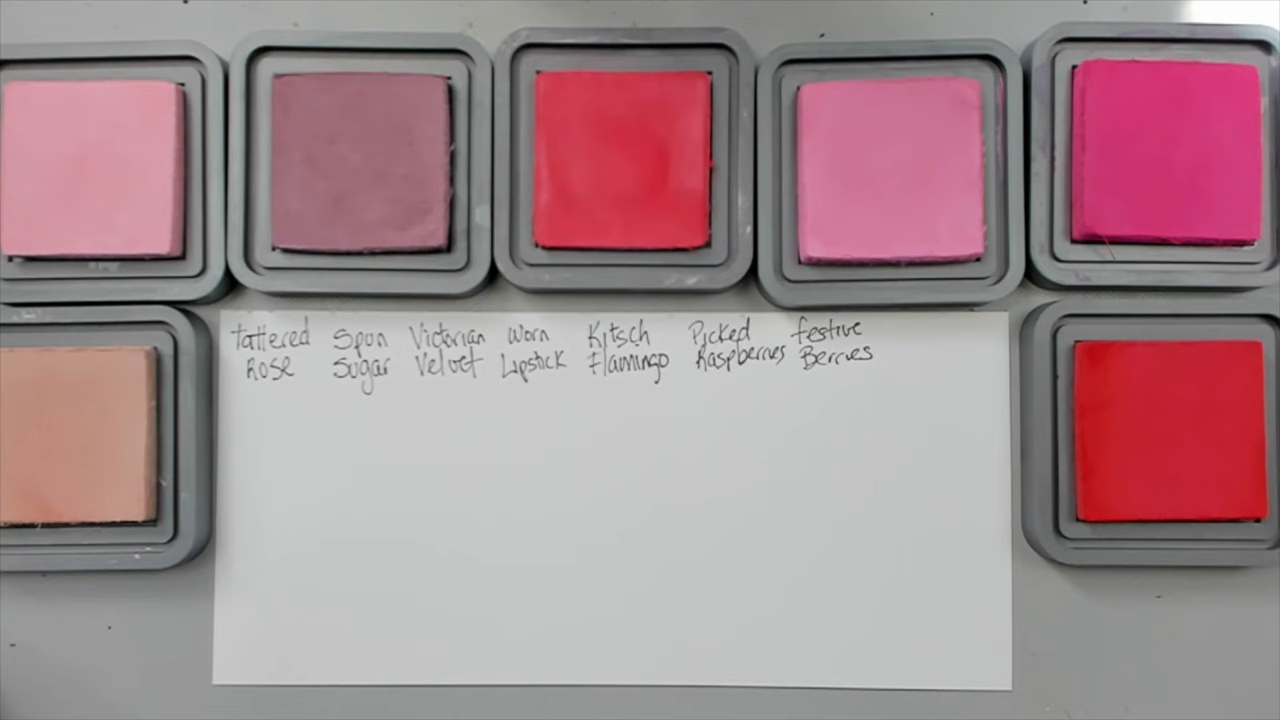 tattered Spun Victorian Worn Kitsch Picked festive
Rose Sugar Velvet Lipstick Flamingo Raspberries Berries